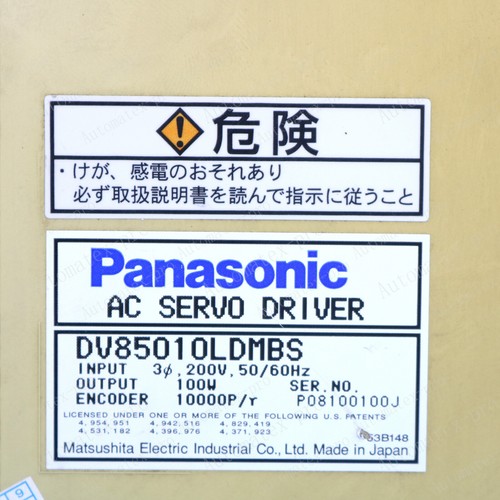 危険
・けが、感電のおそれあり
必ず取扱説明書を読んで指示に従うこと
Panasonic
AC SERVO DRIVER
DV85010LDMBS
INPUT 3ø, 200V, 50/60Hz
OUTPUT 100W SER.NO.
ENCODER 10000P/r P08100100J
LICENSED UNDER ONE OR MORE OF THE FOLLOWING U.S. PATENTS
4,954,951 4,942,516 4,829,419
4,531,182 4,396,976 4,371,923
53B148
Matsushita Electric Industrial Co., Ltd. Made in Japan